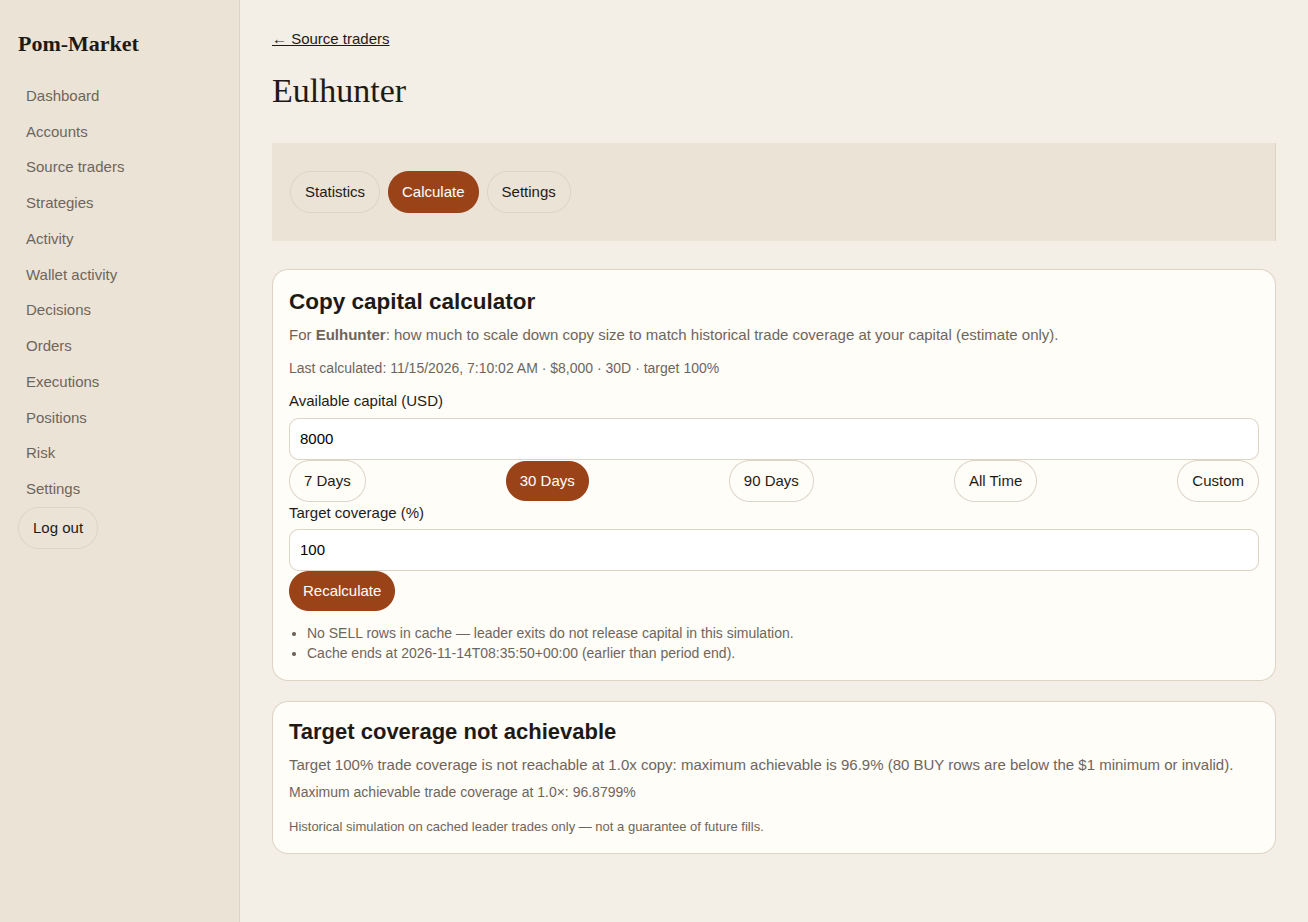 Pom-Market
Dashboard
Accounts
Source traders
Strategies
Activity
Wallet activity
Decisions
Orders
Executions
Positions
Risk
Settings
Log out
← Source traders
Eulhunter
Statistics Calculate Settings
Copy capital calculator
For Eulhunter: how much to scale down copy size to match historical trade coverage at your capital (estimate only).
Last calculated: 11/15/2026, 7:10:02 AM · $8,000 · 30D · target 100%
Available capital (USD)
8000
7 Days 30 Days 90 Days All Time Custom
Target coverage (%)
100
Recalculate
• No SELL rows in cache — leader exits do not release capital in this simulation.
• Cache ends at 2026-11-14T08:35:50+00:00 (earlier than period end).
Target coverage not achievable
Target 100% trade coverage is not reachable at 1.0x copy: maximum achievable is 96.9% (80 BUY rows are below the $1 minimum or invalid).
Maximum achievable trade coverage at 1.0×: 96.8799%
Historical simulation on cached leader trades only — not a guarantee of future fills.